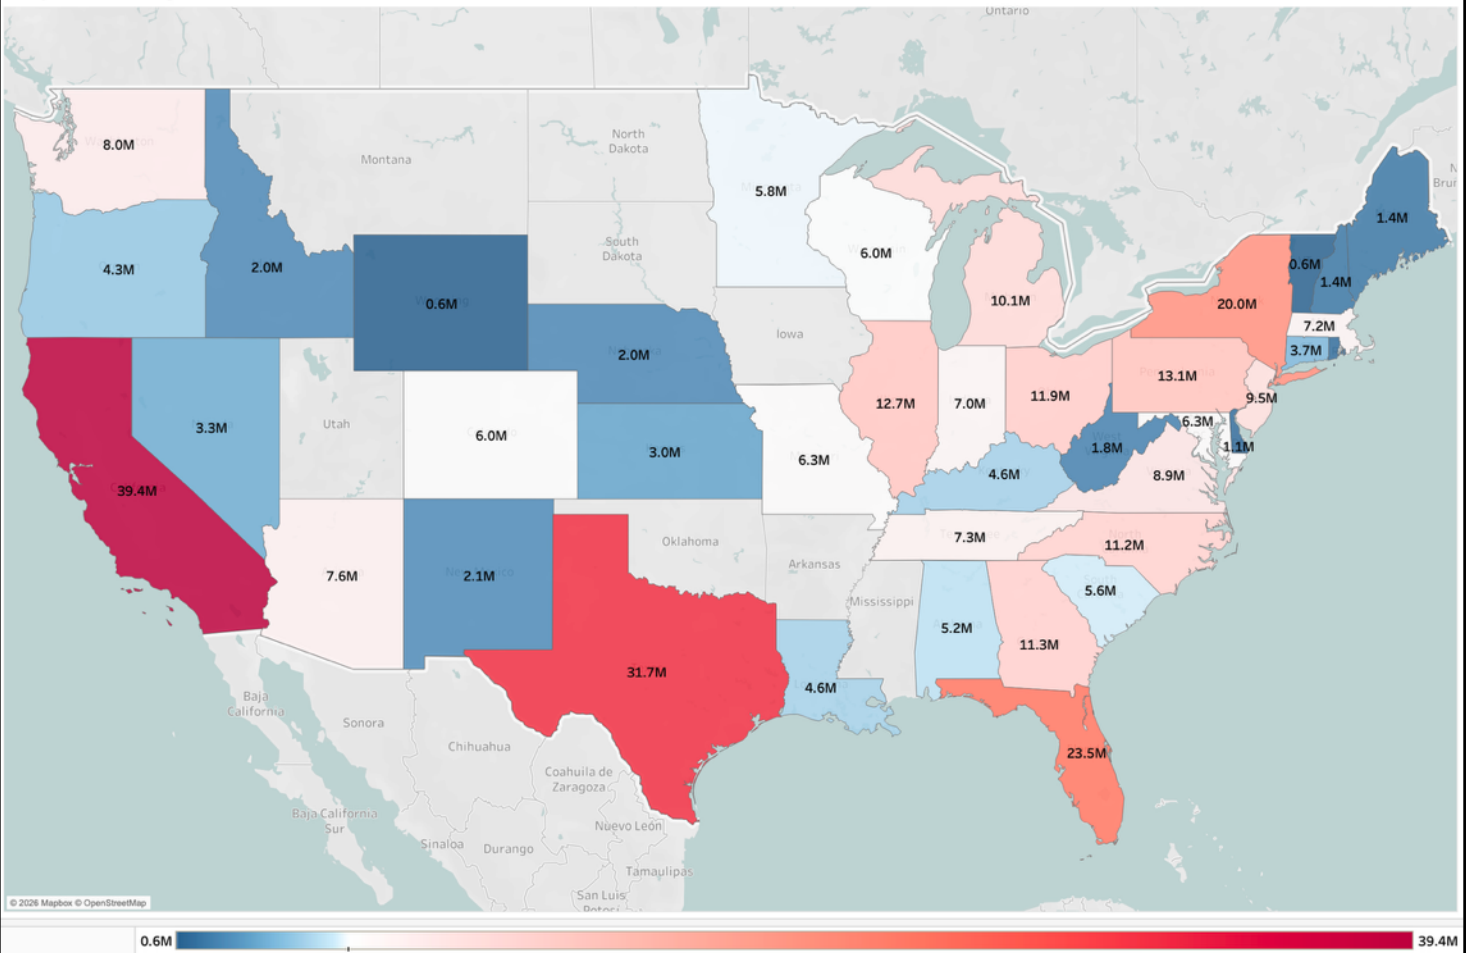 Ontario
8.0M
Montana
North
Dakota
5.8M
1.4M
4.3M
2.0M
South
Dakota
6.0M
0.6M
1.4M
0.6M
10.1M
20.0M
7.2M
Iowa
2.0M
3.7M
13.1M
3.3M
Utah
6.0M
12.7M
7.0M
11.9M
9.5M
6.3M
3.0M
6.3M
West
1.8M
1.1M
4.6M
8.9M
39.4M
Oklahoma
7.3M
North
11.2M
7.6M
2.1M
Arkansas
South
5.6M
Mississippi
5.2M
11.3M
31.7M
4.6M
Baja
California
Sonora
Chihuahua
23.5M
Coahuila de
Zaragoza
Baja California
Sur
Nuevo León
Sinaloa
Durango
Tamaulipas
San Luis
Potosí
© 2026 Mapbox © OpenStreetMap
0.6M
39.4M